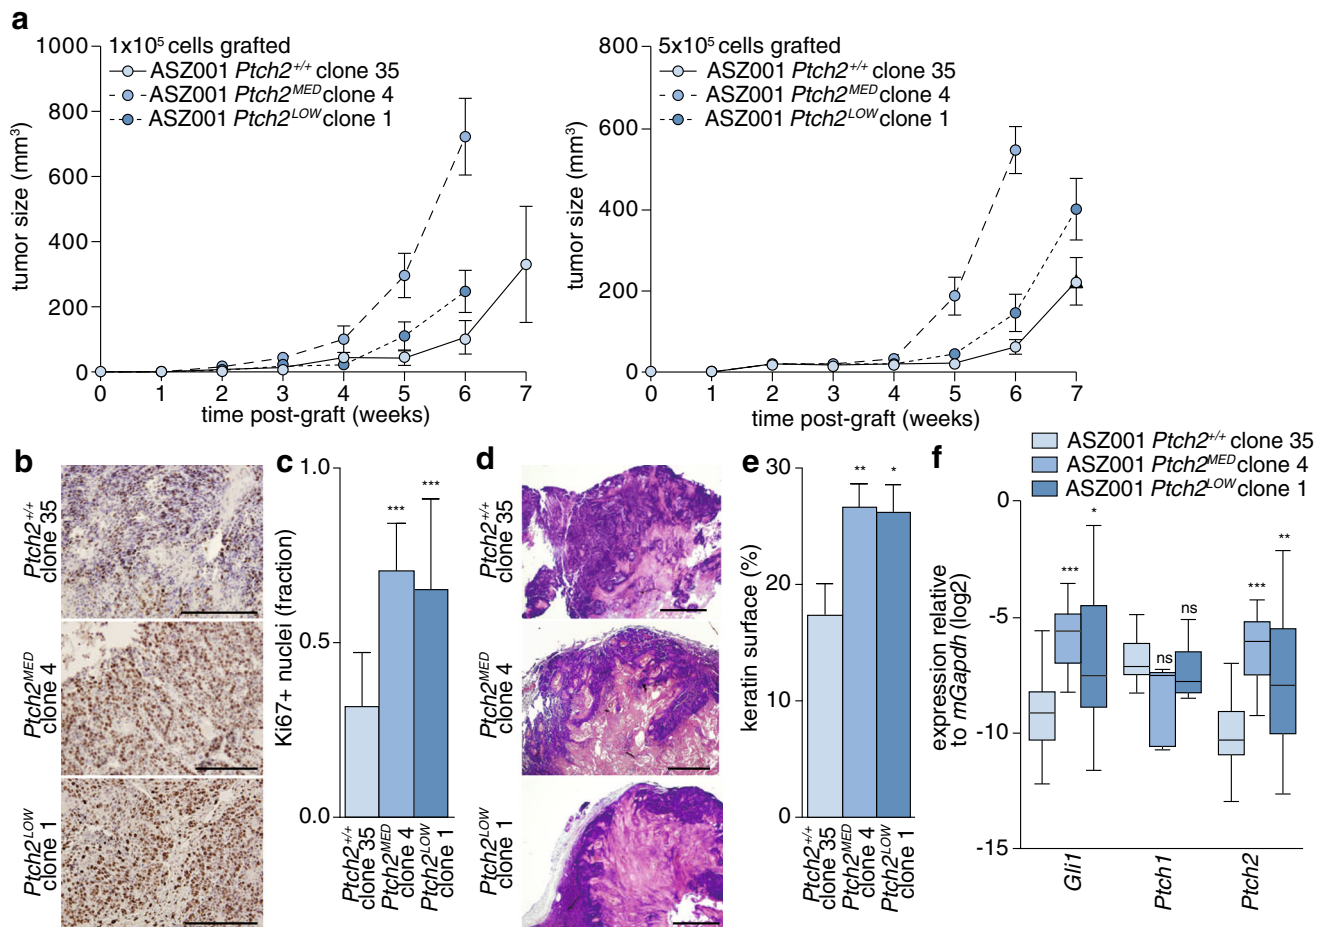 a
1000
800
600
400
200
0
tumor size (mm³)
1x10⁵ cells grafted
ASZ001 Ptch2⁺/⁺ clone 35
ASZ001 Ptch2ᴹᴱᴰ clone 4
ASZ001 Ptch2ᴸᴼᵂ clone 1
0 1 2 3 4 5 6 7
time post-graft (weeks)
800
600
400
200
0
tumor size (mm³)
5x10⁵ cells grafted
ASZ001 Ptch2⁺/⁺ clone 35
ASZ001 Ptch2ᴹᴱᴰ clone 4
ASZ001 Ptch2ᴸᴼᵂ clone 1
0 1 2 3 4 5 6 7
time post-graft (weeks)
b
Ptch2⁺/⁺
clone 35
Ptch2ᴹᴱᴰ
clone 4
Ptch2ᴸᴼᵂ
clone 1
c
1.0
0.5
0.0
Ki67+ nuclei (fraction)
***
***
Ptch2⁺/⁺
clone 35
Ptch2ᴹᴱᴰ
clone 4
Ptch2ᴸᴼᵂ
clone 1
d
Ptch2⁺/⁺
clone 35
Ptch2ᴹᴱᴰ
clone 4
Ptch2ᴸᴼᵂ
clone 1
e
30
20
10
0
keratin surface (%)
**
*
Ptch2⁺/⁺
clone 35
Ptch2ᴹᴱᴰ
clone 4
Ptch2ᴸᴼᵂ
clone 1
f
ASZ001 Ptch2⁺/⁺ clone 35
ASZ001 Ptch2ᴹᴱᴰ clone 4
ASZ001 Ptch2ᴸᴼᵂ clone 1
0
-5
-10
-15
expression relative
to mGapdh (log2)
***
*
ns
ns
***
**
Gli1
Ptch1
Ptch2